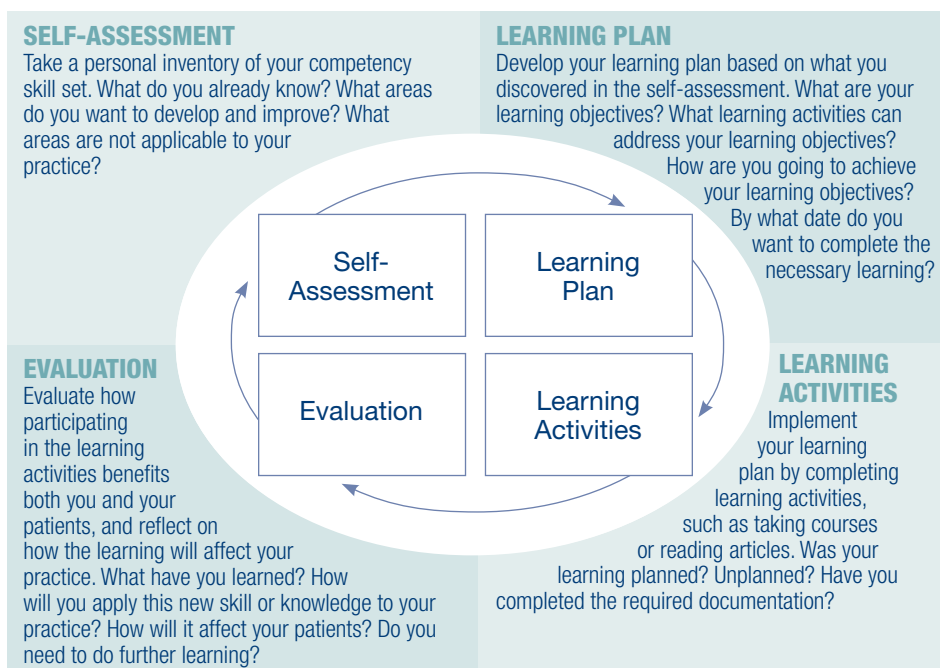 SELF-ASSESSMENT
Take a personal inventory of your competency
skill set. What do you already know? What areas
do you want to develop and improve? What
areas are not applicable to your
practice?
LEARNING PLAN
Develop your learning plan based on what you
discovered in the self-assessment. What are your
learning objectives? What learning activities can
address your learning objectives?
How are you going to achieve
your learning objectives?
By what date do you
want to complete the
necessary learning?
Self-
Assessment
Learning
Plan
Evaluation
Learning
Activities
EVALUATION
Evaluate how
participating
in the learning
activities benefits
both you and your
patients, and reflect on
how the learning will affect your
practice. What have you learned? How
will you apply this new skill or knowledge to your
practice? How will it affect your patients? Do you
need to do further learning?
LEARNING
ACTIVITIES
Implement
your learning
plan by completing
learning activities,
such as taking courses
or reading articles. Was your
learning planned? Unplanned? Have you
completed the required documentation?